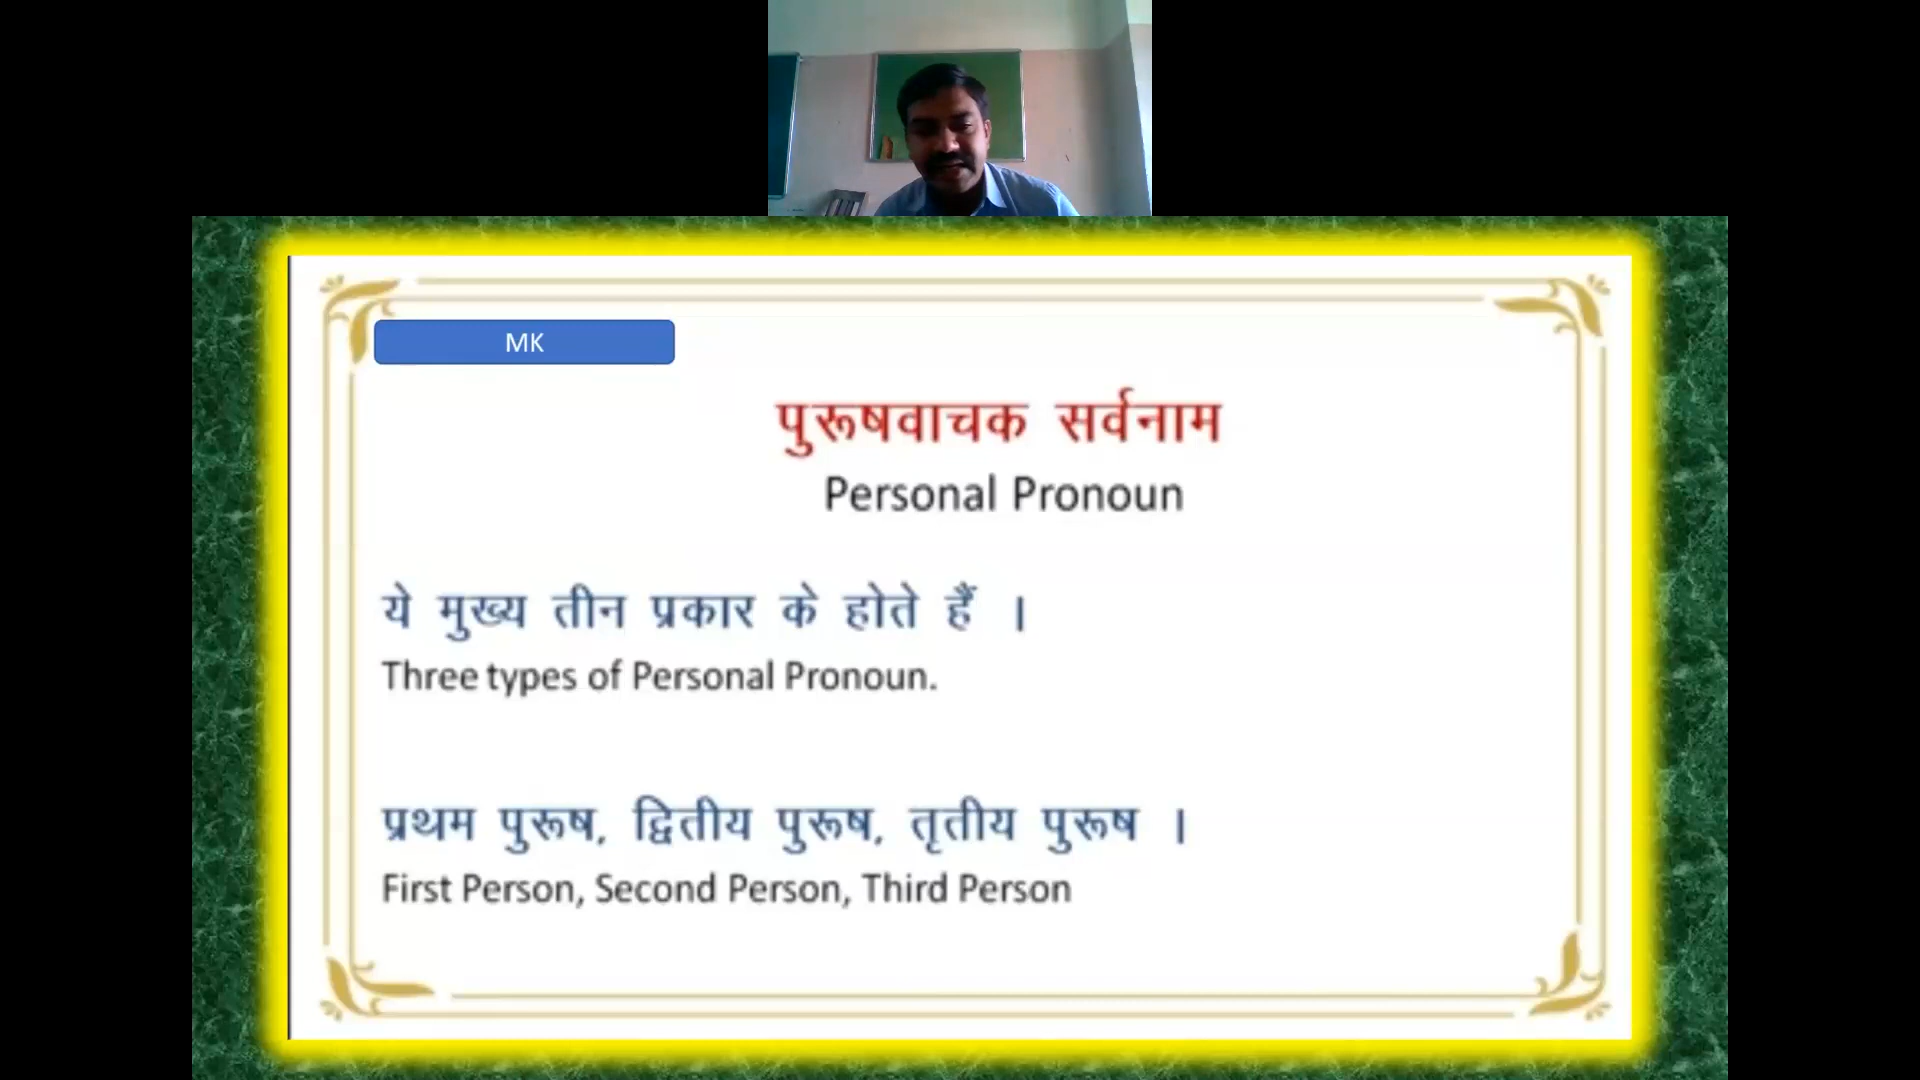 MK
पुरूषवाचक सर्वनाम
Personal Pronoun
ये मुख्य तीन प्रकार के होते हैं ।
Three types of Personal Pronoun.
प्रथम पुरूष, द्वितीय पुरूष, तृतीय पुरूष ।
First Person, Second Person, Third Person